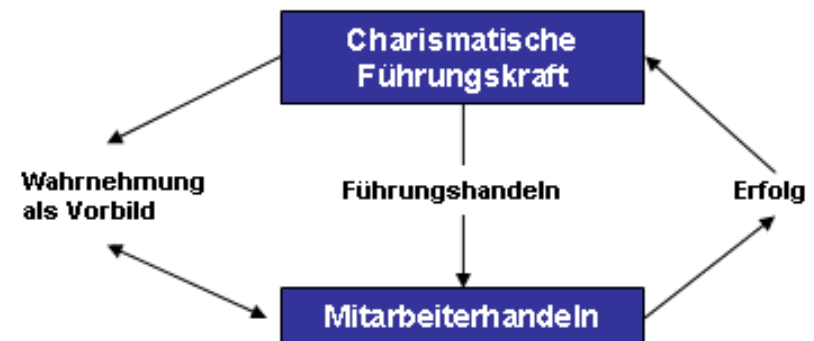 Charismatische
Führungskraft
Wahrnehmung
als Vorbild
Führungshandeln
Erfolg
Mitarbeiterhandeln